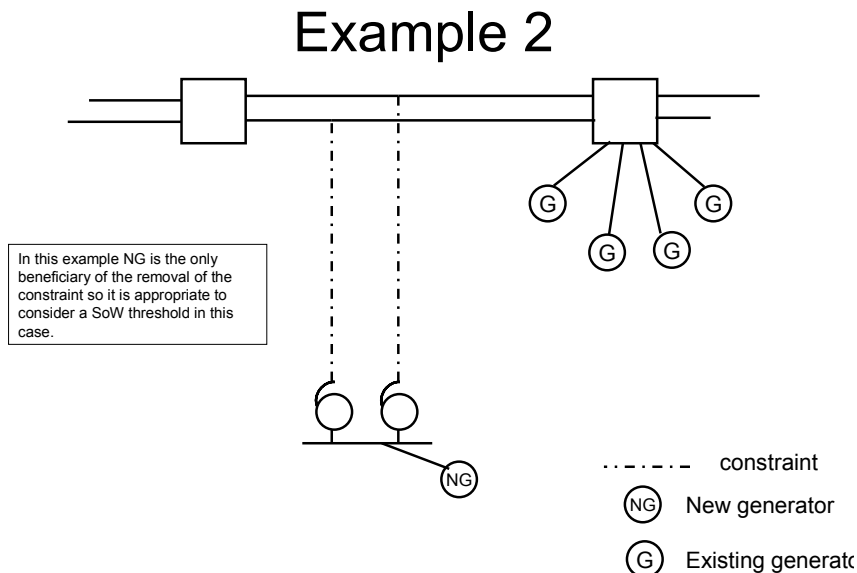 Example 2
G
G
G
G
In this example NG is the only
beneficiary of the removal of the
constraint so it is appropriate to
consider a SoW threshold in this
case.
NG
constraint
NG New generator
G Existing generato